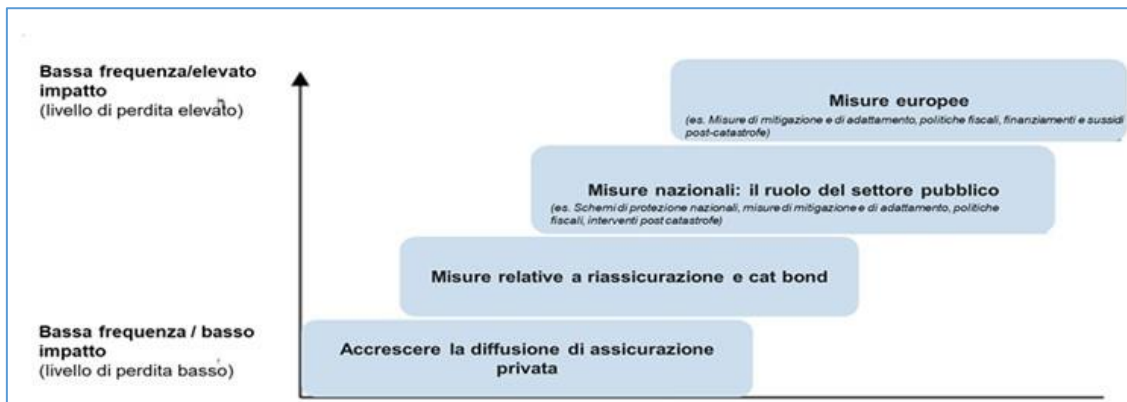 Bassa frequenza/elevato
impatto
(livello di perdita elevato)
Misure europee
(es. Misure di mitigazione e di adattamento, politiche fiscali, finanziamenti e sussidi
post-catastrofe)
Misure nazionali: il ruolo del settore pubblico
(es. Schemi di protezione nazionali, misure di mitigazione e di adattamento, politiche
fiscali, interventi post catastrofe)
Misure relative a riassicurazione e cat bond
Bassa frequenza / basso
impatto
(livello di perdita basso)
Accrescere la diffusione di assicurazione
privata